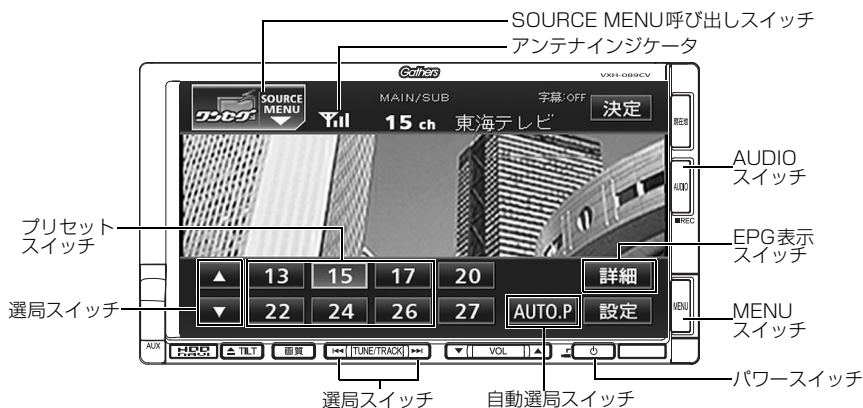 SOURCE MENU呼び出しスイッチ
アンテナインジケータ
Gathers
VXH-089CV
ワンセグ
SOURCE
MENU
MAIN/SUB
字幕:OFF
15 ch 東海テレビ
決定
現在地
AUDIO
■REC
AUDIO
スイッチ
プリセット
スイッチ
EPG表示
スイッチ
▲ 13 15 17 20 詳細
選局スイッチ
▼ 22 24 26 27 AUTO.P 設定
MENU
MENU
スイッチ
AUX
HDD
NAVI
▲TILT
画質
|◀◀ TUNE/TRACK ▶▶|
▼ VOL ▲
パワースイッチ
選局スイッチ
自動選局スイッチ